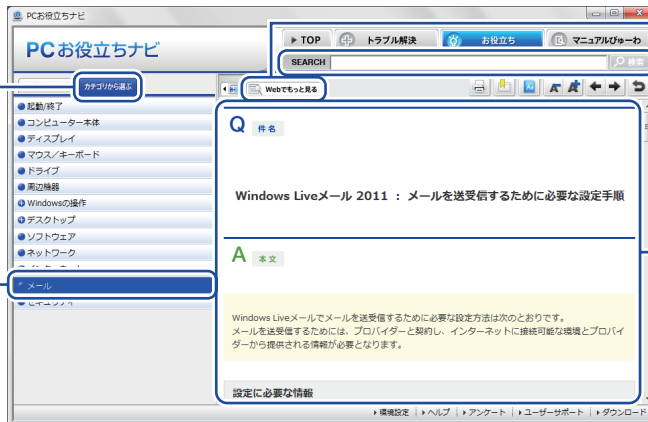 PCお役立ちナビ
PCお役立ちナビ
TOP
トラブル解決
お役立ち
マニュアルびゅーわ
SEARCH
検索
カテゴリから選ぶ
Webでもっと見る
起動/終了
コンピューター本体
ディスプレイ
マウス/キーボード
ドライブ
周辺機器
Windowsの操作
デスクトップ
ソフトウェア
ネットワーク
メール
セキュリティ
Q 件名
Windows Liveメール 2011 : メールを送受信するために必要な設定手順
A 本文
Windows Liveメールでメールを送受信するために必要な設定方法は次のとおりです。
メールを送受信するためには、プロバイダーと契約し、インターネットに接続可能な環境とプロバイ
ダーから提供される情報が必要となります。
設定に必要な情報
環境設定 ヘルプ アンケート ユーザーサポート ダウンロード